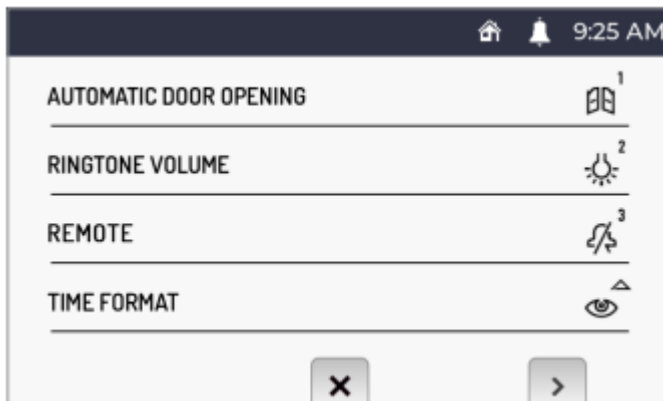 9:25 AM
AUTOMATIC DOOR OPENING 1
RINGTONE VOLUME 2
REMOTE 3
TIME FORMAT